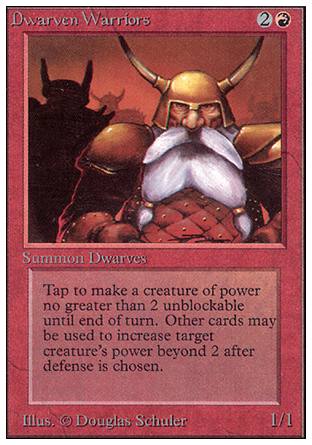 Dwarven Warriors 2
Summon Dwarves
Tap to make a creature of power
no greater than 2 unblockable
until end of turn. Other cards may
be used to increase target
creature's power beyond 2 after
defense is chosen.
Illus. © Douglas Schuler 1/1